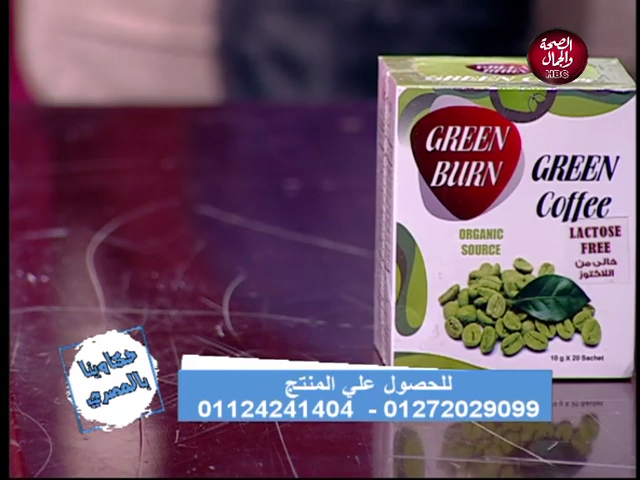 الصحة
والجمال
HBC
GREEN
BURN
GREEN
Coffee
ORGANIC
SOURCE
LACTOSE
FREE
خالى من
اللاكتوز
10 g X 20 Sachet
حكاوينا
بالمصري
للحصول علي المنتج
01124241404 - 01272029099